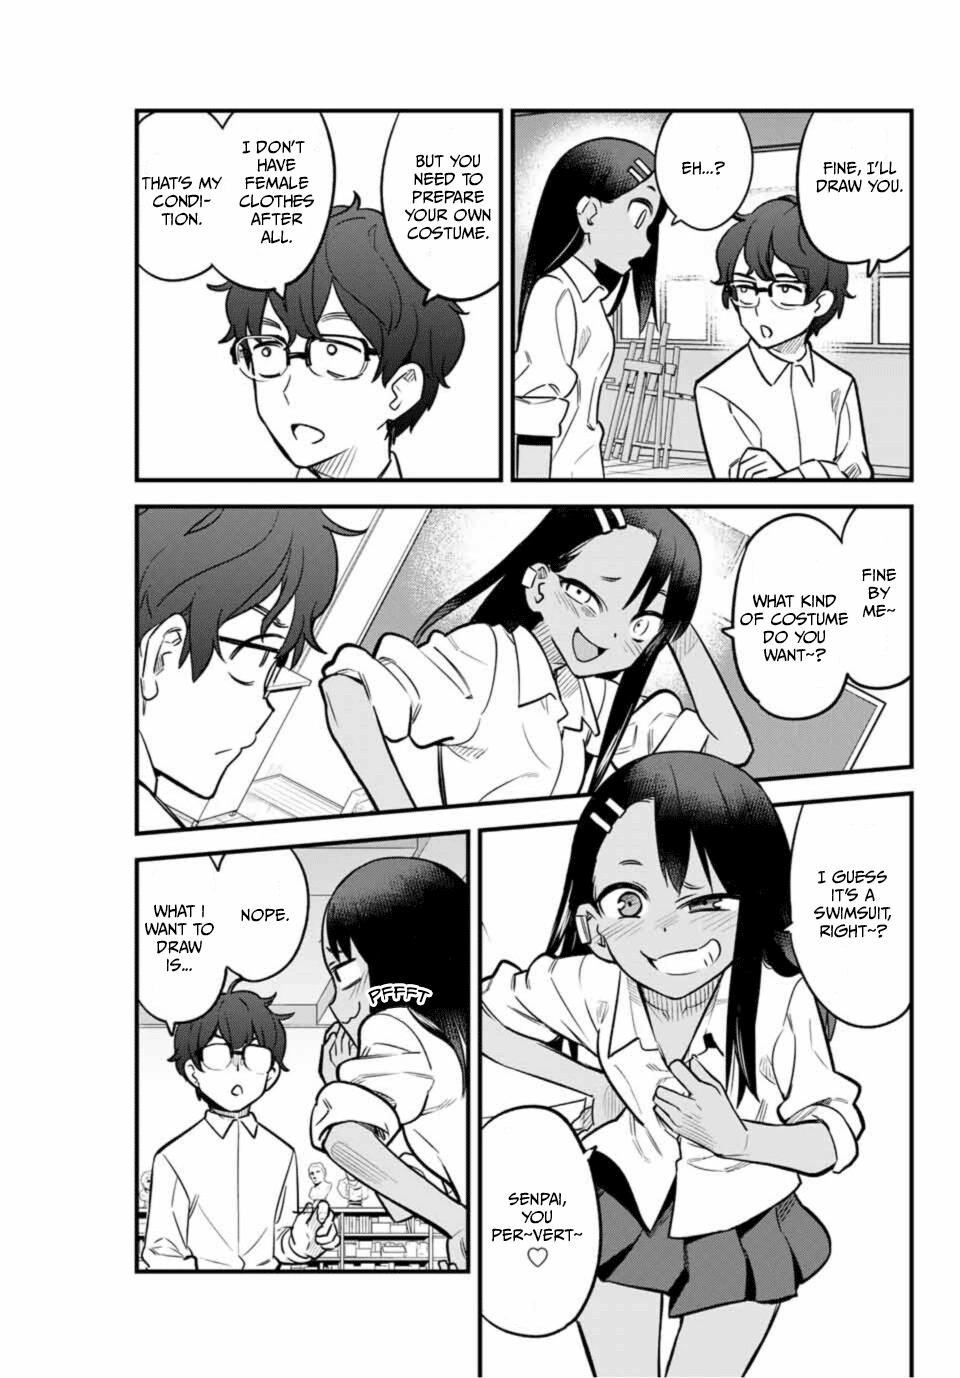 FINE, I'LL
DRAW YOU.
EH...?
BUT YOU
NEED TO
PREPARE
YOUR OWN
COSTUME.
I DON'T
HAVE
FEMALE
CLOTHES
AFTER
ALL.
THAT'S MY
CONDI-
TION.
FINE
BY
ME~
WHAT KIND
OF COSTUME
DO YOU
WANT~?
I GUESS
IT'S A
SWIMSUIT,
RIGHT~?
SENPAI,
YOU
PER~VERT~
♡
PFFFT
NOPE.
WHAT I
WANT TO
DRAW
IS...